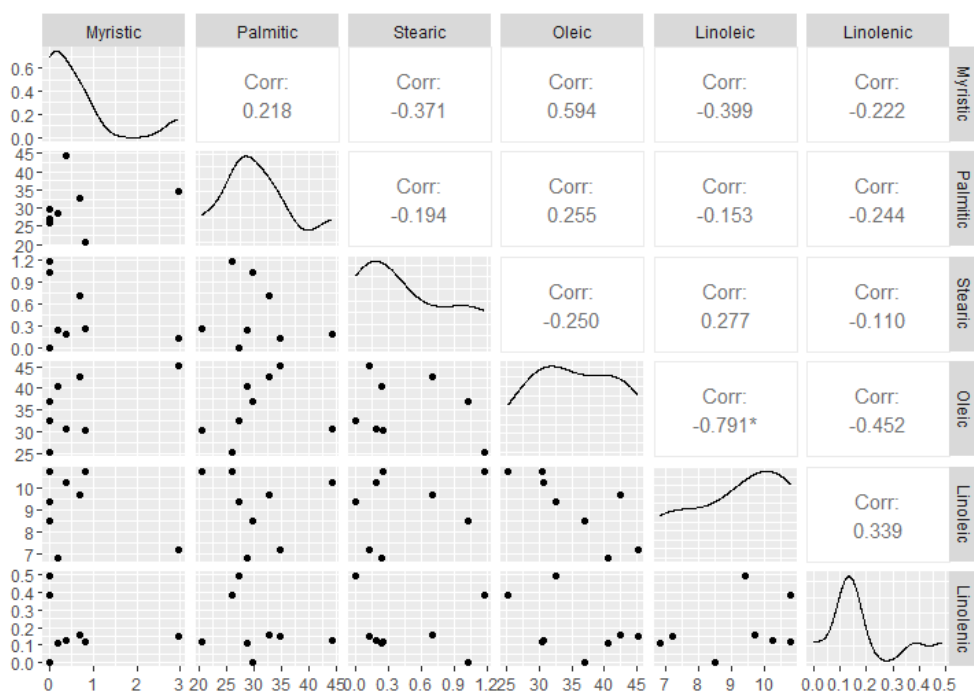 Myristic Palmitic Stearic Oleic Linoleic Linolenic
0.6
0.4
0.2
0.0
Corr:
0.218
Corr:
-0.371
Corr:
0.594
Corr:
-0.399
Corr:
-0.222
Myristic
45
40
35
30
25
20
Corr:
-0.194
Corr:
0.255
Corr:
-0.153
Corr:
-0.244
Palmitic
1.2
0.9
0.6
0.3
0.0
Corr:
-0.250
Corr:
0.277
Corr:
-0.110
Stearic
45
40
35
30
25
Corr:
-0.791*
Corr:
-0.452
Oleic
10
9
8
7
Corr:
0.339
Linoleic
0.5
0.4
0.3
0.2
0.1
0.0
Linolenic
0 1 2 3 20 25 30 35 40 45 0.0 0.3 0.6 0.9 1.2 25 30 35 40 45 7 8 9 10 0.0 0.1 0.2 0.3 0.4 0.5